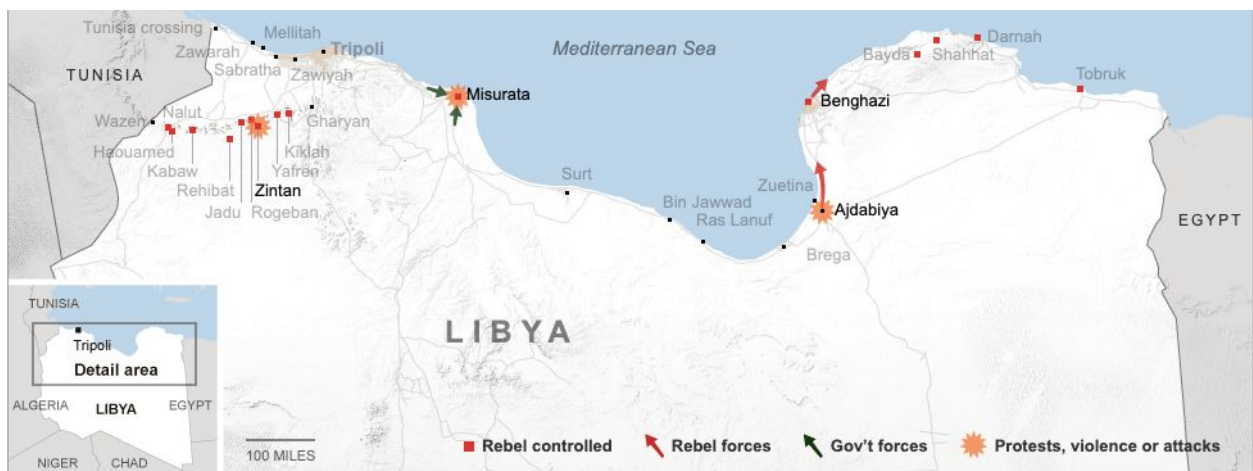 Tunisia crossing
Mellitah
Zawarah
Tripoli
Sabratha
Zawiyah
TUNISIA
Mediterranean Sea
Darnah
Bayda
Shahhat
Tobruk
Misurata
Benghazi
Nalut
Wazen
Gharyan
Haouamed
Kiklah
Kabaw
Yafren
Rehibat
Zintan
Jadu
Rogeban
Surt
Zuetina
Bin Jawwad
Ras Lanuf
Ajdabiya
Brega
EGYPT
LIBYA
TUNISIA
Tripoli
Detail area
ALGERIA
LIBYA
EGYPT
NIGER
CHAD
100 MILES
Rebel controlled
Rebel forces
Gov't forces
Protests, violence or attacks